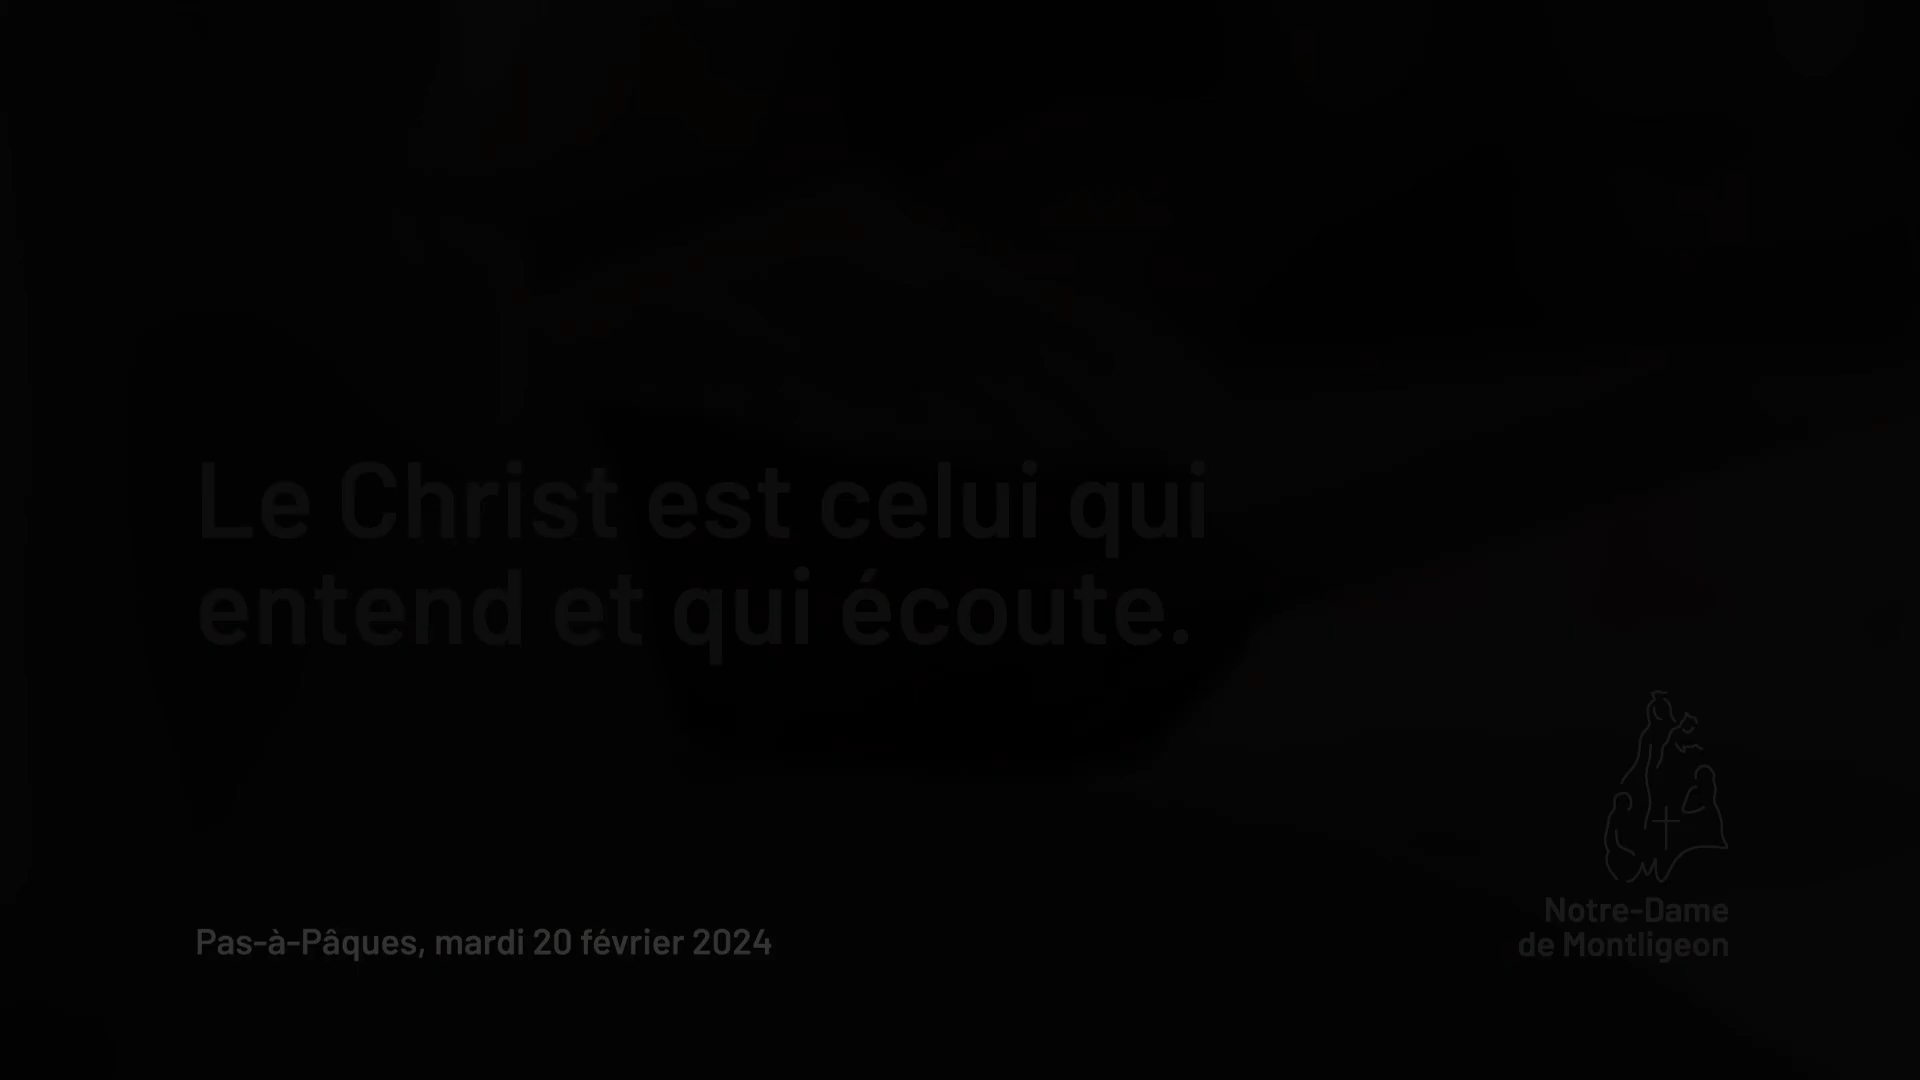 Le Christ est celui qui
entend et qui écoute.
Pas-à-Pâques, mardi 20 février 2024
Notre-Dame
de Montligeon